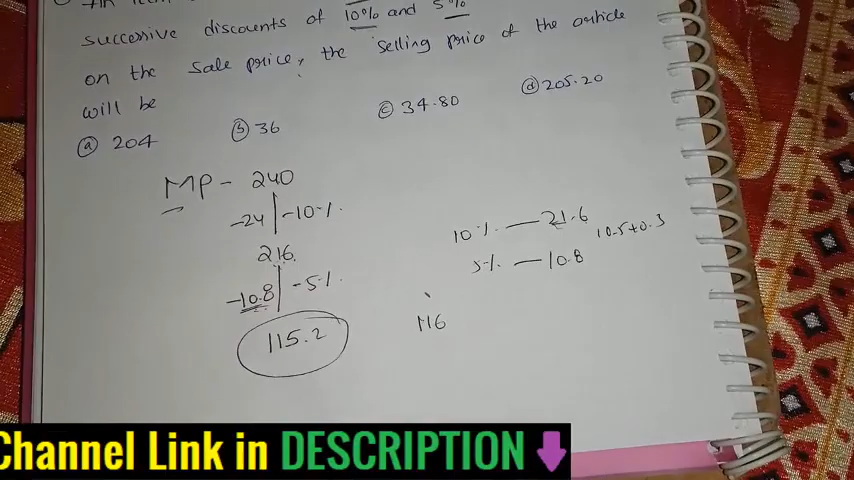 successive discounts of 10% and 5%
on the sale price, the selling price of the article
will be
ⓐ 204 ⓑ 36 ⓒ 34.80 ⓓ 205.20
MP - 240
-24 | -10%
216
-10.8 | -5%
115.2
10% — 21.6
5% — 10.8
10.5+0.3
116
Channel Link in DESCRIPTION